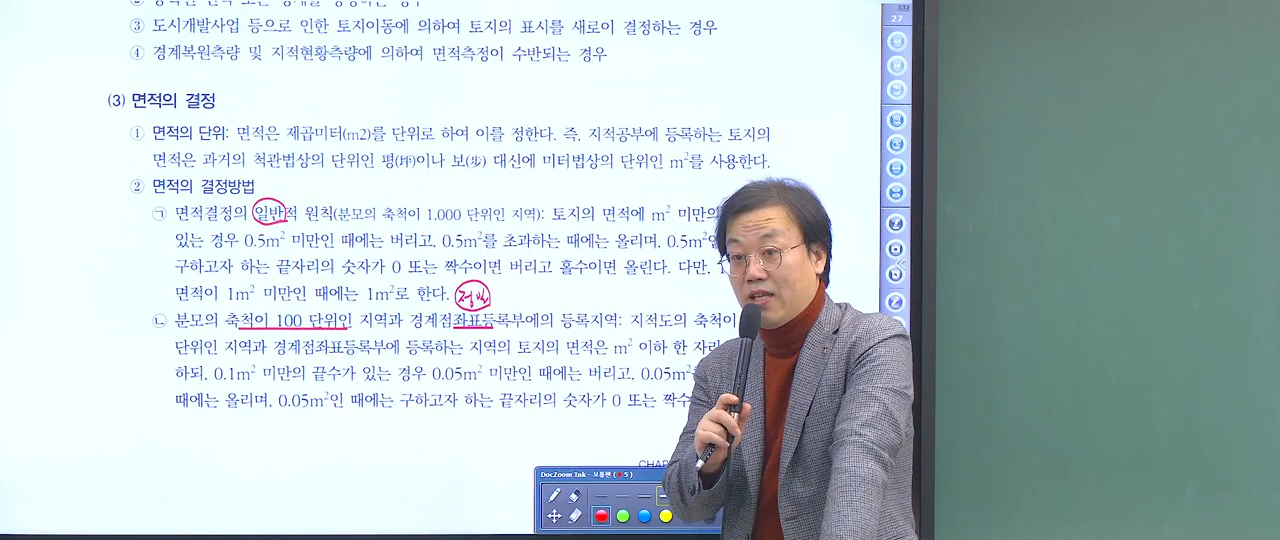 ③ 도시개발사업 등으로 인한 토지이동에 의하여 토지의 표시를 새로이 결정하는 경우
④ 경계복원측량 및 지적현황측량에 의하여 면적측정이 수반되는 경우
(3) 면적의 결정
① 면적의 단위: 면적은 제곱미터(m2)를 단위로 하여 이를 정한다. 즉, 지적공부에 등록하는 토지의
면적은 과거의 척관법상의 단위인 평(坪)이나 보(步) 대신에 미터법상의 단위인 m²를 사용한다.
② 면적의 결정방법
㉠ 면적결정의 일반적 원칙(분모의 축척이 1,000 단위인 지역): 토지의 면적에 m² 미만의
있는 경우 0.5m² 미만인 때에는 버리고, 0.5m²를 초과하는 때에는 올리며, 0.5m²인
구하고자 하는 끝자리의 숫자가 0 또는 짝수이면 버리고 홀수이면 올린다. 다만, 1
면적이 1m² 미만인 때에는 1m²로 한다.
㉡ 분모의 축척이 100 단위인 지역과 경계점좌표등록부에의 등록지역: 지적도의 축척이
단위인 지역과 경계점좌표등록부에 등록하는 지역의 토지의 면적은 m² 이하 한 자리
하되, 0.1m² 미만의 끝수가 있는 경우 0.05m² 미만인 때에는 버리고, 0.05m²
때에는 올리며, 0.05m²인 때에는 구하고자 하는 끝자리의 숫자가 0 또는 짝수
CHAP
DocZoom Ink - 보통펜 ( 5 )
332
27